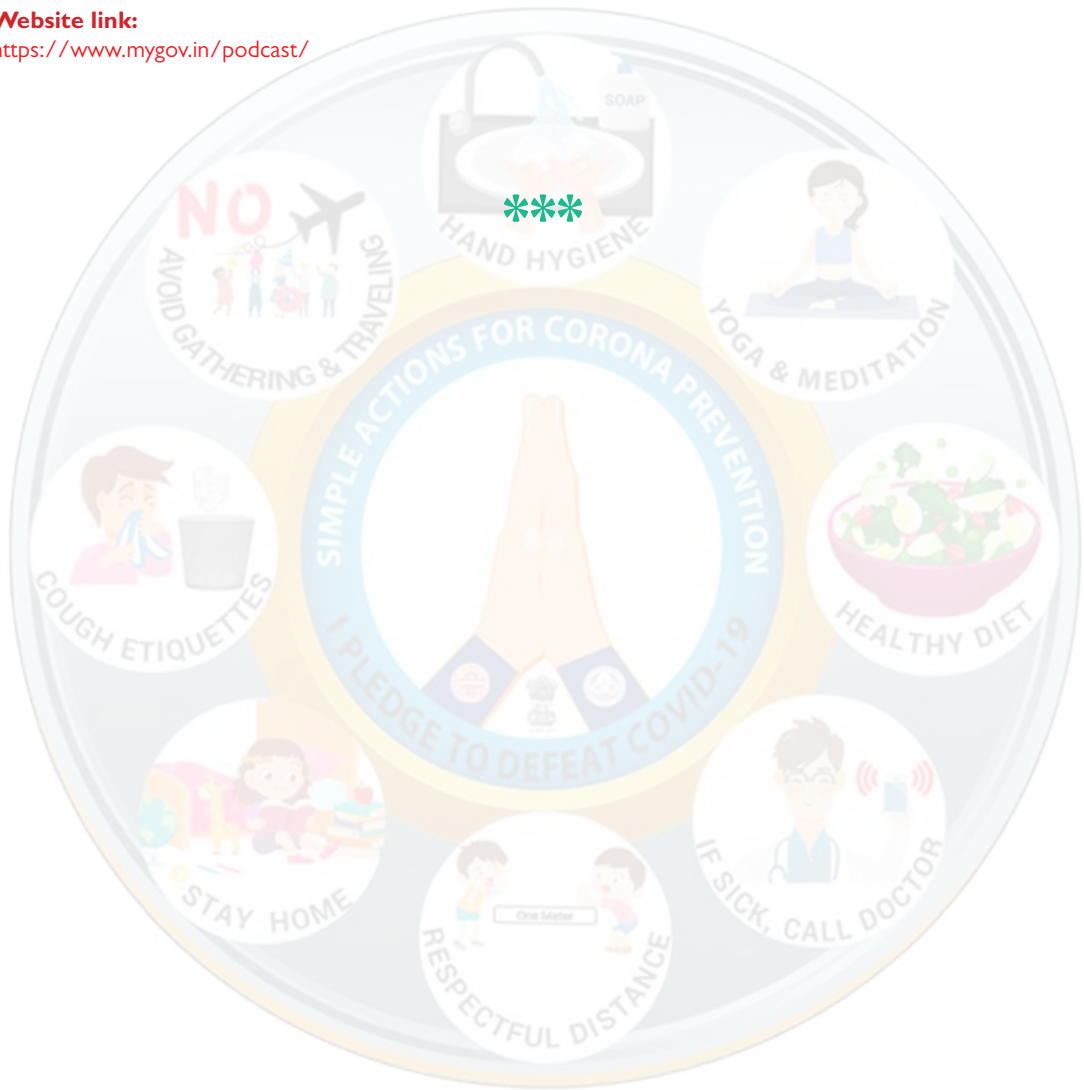 Website link:
https://www.mygov.in/podcast/
SOAP
***
HAND HYGIENE
NO
AVOID GATHERING & TRAVELING
YOGA & MEDITATION
SIMPLE ACTIONS FOR CORONA PREVENTION
COUGH ETIQUETTES
HEALTHY DIET
I PLEDGE TO DEFEAT COVID-19
STAY HOME
IF SICK, CALL DOCTOR
One Meter
RESPECTFUL DISTANCE